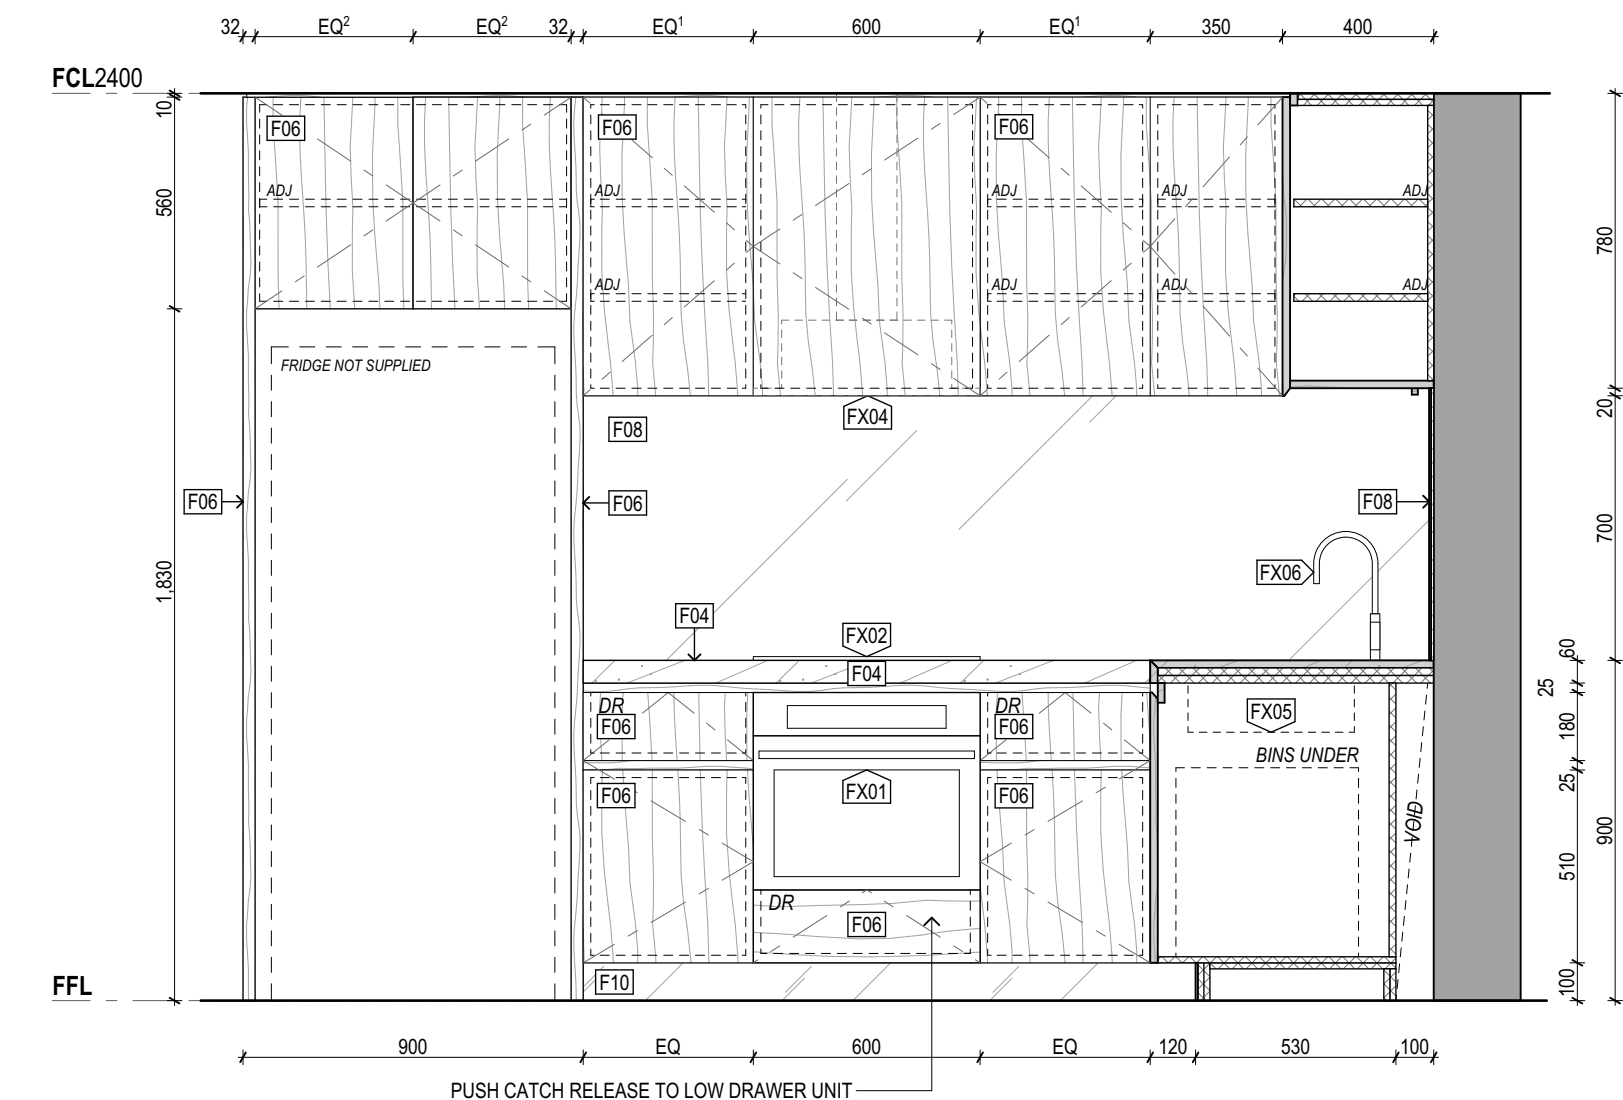 32 EQ² EQ² 32 EQ¹ 600 EQ¹ 350 400
FCL2400
10
F06 F06 F06
ADJ ADJ ADJ ADJ ADJ
560
780
ADJ ADJ ADJ ADJ
FRIDGE NOT SUPPLIED
20
FX04
F08
F06 F06 F08
700
1,830
FX06
F04
FX02
60
F04
25
DR DR
F06 F06 FX05
180
BINS UNDER
25
F06 FX01 F06
VOID
900
510
DR
F06
F10
100
FFL
900 EQ 600 EQ 120 530 100
PUSH CATCH RELEASE TO LOW DRAWER UNIT